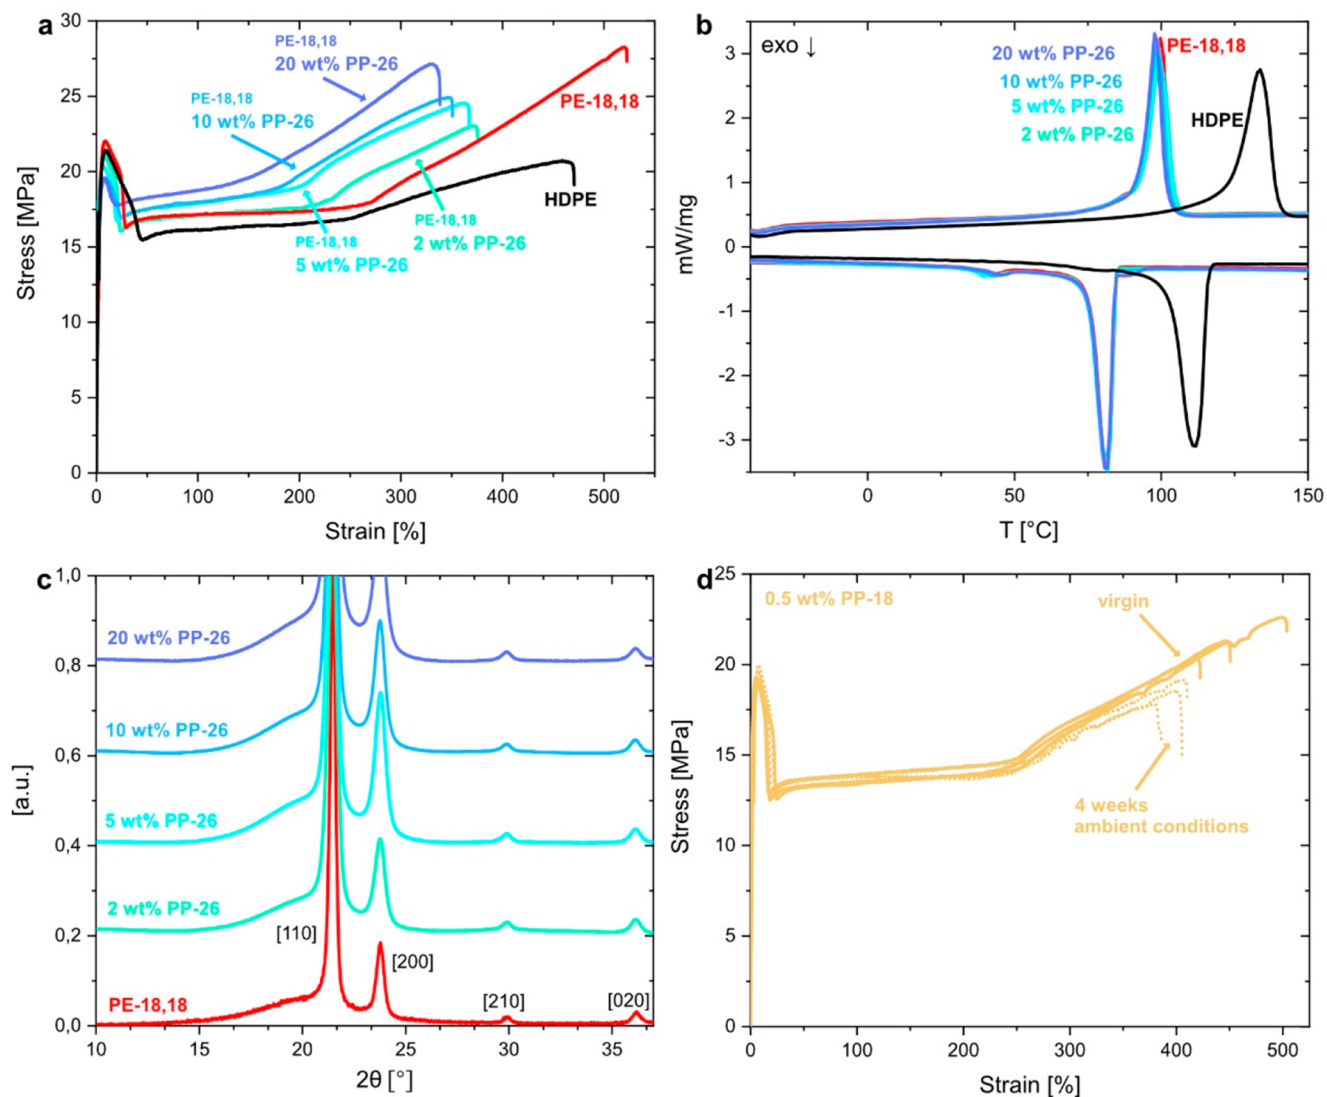 a
30
25
20
15
10
5
0
Stress [MPa]
PE-18,18
20 wt% PP-26
PE-18,18
10 wt% PP-26
PE-18,18
HDPE
PE-18,18
2 wt% PP-26
PE-18,18
5 wt% PP-26
0 100 200 300 400 500
Strain [%]
b
exo ↓
3
2
1
0
-1
-2
-3
mW/mg
20 wt% PP-26
PE-18,18
10 wt% PP-26
5 wt% PP-26
2 wt% PP-26
HDPE
0 50 100 150
T [°C]
c
1,0
0,8
0,6
0,4
0,2
0,0
[a.u.]
20 wt% PP-26
10 wt% PP-26
5 wt% PP-26
2 wt% PP-26
[110]
[200]
PE-18,18
[210]
[020]
10 15 20 25 30 35
2θ [°]
d
25
20
15
10
5
0
Stress [MPa]
0.5 wt% PP-18
virgin
4 weeks
ambient conditions
0 100 200 300 400 500
Strain [%]